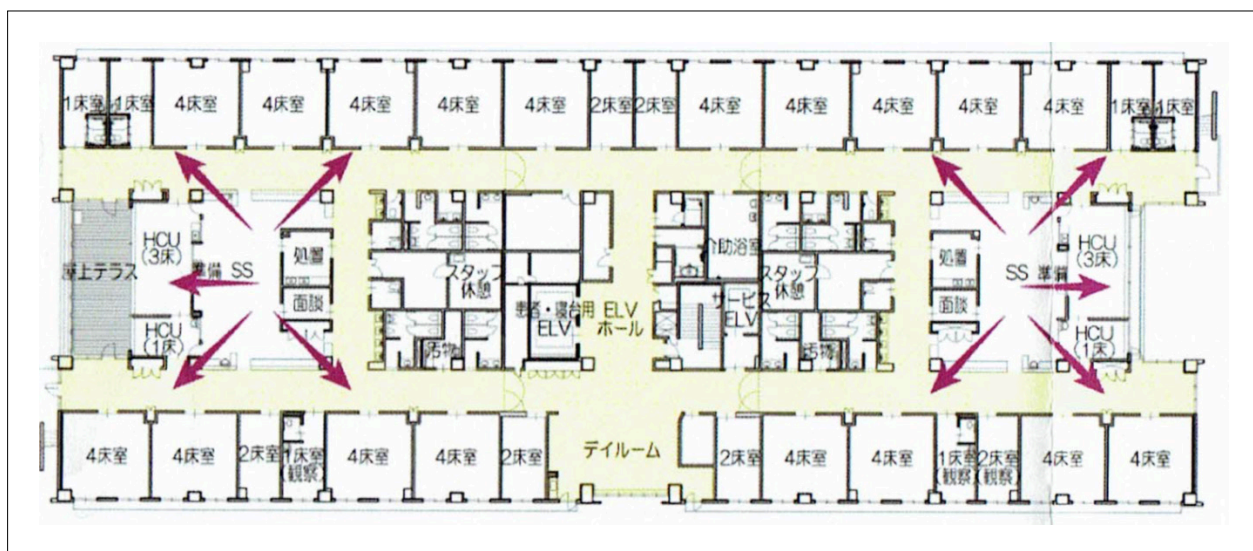 1床室
1床室
4床室
4床室
4床室
4床室
4床室
2床室
2床室
4床室
4床室
4床室
4床室
4床室
1床室
1床室
屋上テラス
HCU
(3床)
HCU
(1床)
準備 SS
処置
面談
スタッフ
休憩
汚物
患者・寝台用
ELV
ELV
ホール
介助浴室
サービス
ELV
スタッフ
休憩
汚物
処置
面談
SS 準備
HCU
(3床)
HCU
(1床)
4床室
4床室
2床室
1床室
(観察)
4床室
4床室
2床室
デイルーム
2床室
4床室
4床室
1床室
(観察)
2床室
(観察)
4床室
4床室